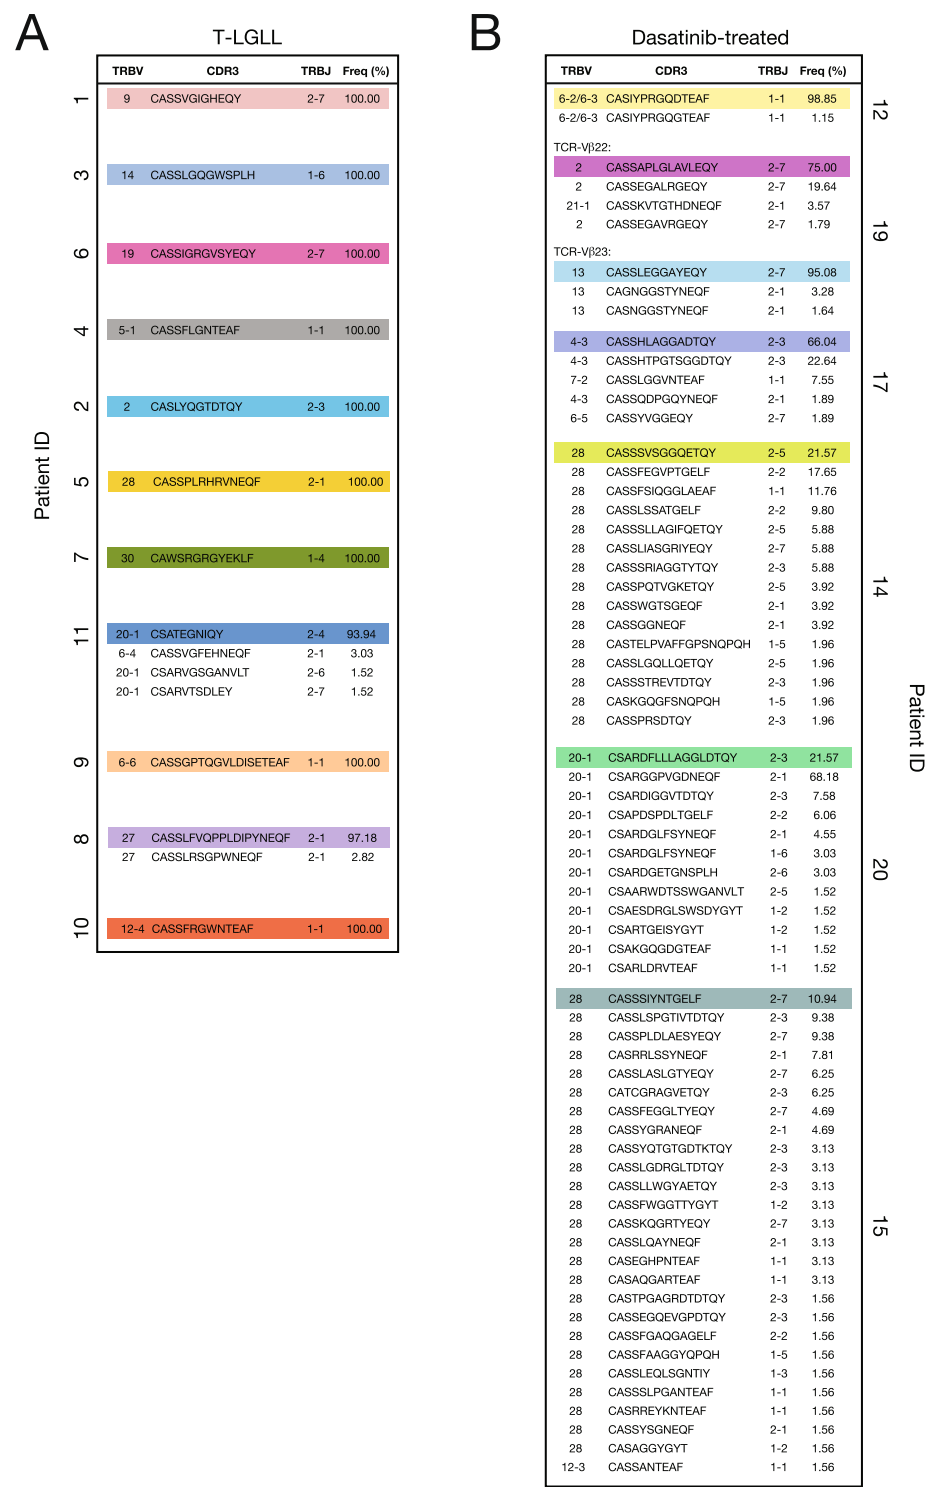 A
T-LGLL
TRBV CDR3 TRBJ Freq (%)
Patient ID
1
9 CASSVGIGHEQY 2-7 100.00
3
14 CASSLGQGWSPLH 1-6 100.00
6
19 CASSIGRGVSYEQY 2-7 100.00
4
5-1 CASSFLGNTEAF 1-1 100.00
2
2 CASLYQGTDTQY 2-3 100.00
5
28 CASSPLRHRVNEQF 2-1 100.00
7
30 CAWSRGRGYEKLF 1-4 100.00
11
20-1 CSATEGNIQY 2-4 93.94
6-4 CASSVGFEHNEQF 2-1 3.03
20-1 CSARVGSGANVLT 2-6 1.52
20-1 CSARVTSDLEY 2-7 1.52
9
6-6 CASSGPTQGVLDISETEAF 1-1 100.00
8
27 CASSLFVQPPLDIPYNEQF 2-1 97.18
27 CASSLRSGPWNEQF 2-1 2.82
10
12-4 CASSFRGWNTEAF 1-1 100.00
B
Dasatinib-treated
TRBV CDR3 TRBJ Freq (%)
Patient ID
12
6-2/6-3 CASIYPRGQDTEAF 1-1 98.85
6-2/6-3 CASIYPRGQGTEAF 1-1 1.15
19
TCR-Vβ22:
2 CASSAPLGLAVLEQY 2-7 75.00
2 CASSEGALRGEQY 2-7 19.64
21-1 CASSKVTGTHDNEQF 2-1 3.57
2 CASSEGAVRGEQY 2-7 1.79
TCR-Vβ23:
13 CASSLEGGAYEQY 2-7 95.08
13 CAGNGGSTYNEQF 2-1 3.28
13 CASNGGSTYNEQF 2-1 1.64
17
4-3 CASSHLAGGADTQY 2-3 66.04
4-3 CASSHTPGTSGGDTQY 2-3 22.64
7-2 CASSLGGVNTEAF 1-1 7.55
4-3 CASSQDPGQYNEQF 2-1 1.89
6-5 CASSYVGGEQY 2-7 1.89
14
28 CASSSVSGGQETQY 2-5 21.57
28 CASSFEGVPTGELF 2-2 17.65
28 CASSFSIQGGLAEAF 1-1 11.76
28 CASSLSSATGELF 2-2 9.80
28 CASSSLLAGIFQETQY 2-5 5.88
28 CASSLIASGRIYEQY 2-7 5.88
28 CASSSRIAGGTYTQY 2-3 5.88
28 CASSPQTVGKETQY 2-5 3.92
28 CASSWGTSGEQF 2-1 3.92
28 CASSGGNEQF 2-1 3.92
28 CASTELPVAFFGPSNQPQH 1-5 1.96
28 CASSLGQLLQETQY 2-5 1.96
28 CASSSTREVTDTQY 2-3 1.96
28 CASKGQGFSNQPQH 1-5 1.96
28 CASSPRSDTQY 2-3 1.96
20
20-1 CSARDFLLLAGGLDTQY 2-3 21.57
20-1 CSARGGPVGDNEQF 2-1 68.18
20-1 CSARDIGGVTDTQY 2-3 7.58
20-1 CSAPDSPDLTGELF 2-2 6.06
20-1 CSARDGLFSYNEQF 2-1 4.55
20-1 CSARDGLFSYNEQF 1-6 3.03
20-1 CSARDGETGNSPLH 2-6 3.03
20-1 CSAARWDTSSWGANVLT 2-5 1.52
20-1 CSAESDRGLSWSDYGYT 1-2 1.52
20-1 CSARTGEISYGYT 1-2 1.52
20-1 CSAKGQGDGTEAF 1-1 1.52
20-1 CSARLDRVTEAF 1-1 1.52
15
28 CASSSIYNTGELF 2-7 10.94
28 CASSLSPGTIVTDTQY 2-3 9.38
28 CASSPLDLAESYEQY 2-7 9.38
28 CASRRLSSYNEQF 2-1 7.81
28 CASSLASLGTYEQY 2-7 6.25
28 CATCGRAGVETQY 2-3 6.25
28 CASSFEGGLTYEQY 2-7 4.69
28 CASSYGRANEQF 2-1 4.69
28 CASSYQTGTGDTKTQY 2-3 3.13
28 CASSLGDRGLTDTQY 2-3 3.13
28 CASSLLWGYAETQY 2-3 3.13
28 CASSFWGGTTYGYT 1-2 3.13
28 CASSKQGRTYEQY 2-7 3.13
28 CASSLQAYNEQF 2-1 3.13
28 CASEGHPNTEAF 1-1 3.13
28 CASAQGARTEAF 1-1 3.13
28 CASTPGAGRDTDTQY 2-3 1.56
28 CASSEGQEVGPDTQY 2-3 1.56
28 CASSFGAQGAGELF 2-2 1.56
28 CASSFAAGGYQPQH 1-5 1.56
28 CASSLEQLSGNTIY 1-3 1.56
28 CASSSLPGANTEAF 1-1 1.56
28 CASRREYKNTEAF 1-1 1.56
28 CASSYSGNEQF 2-1 1.56
28 CASAGGYGYT 1-2 1.56
12-3 CASSANTEAF 1-1 1.56